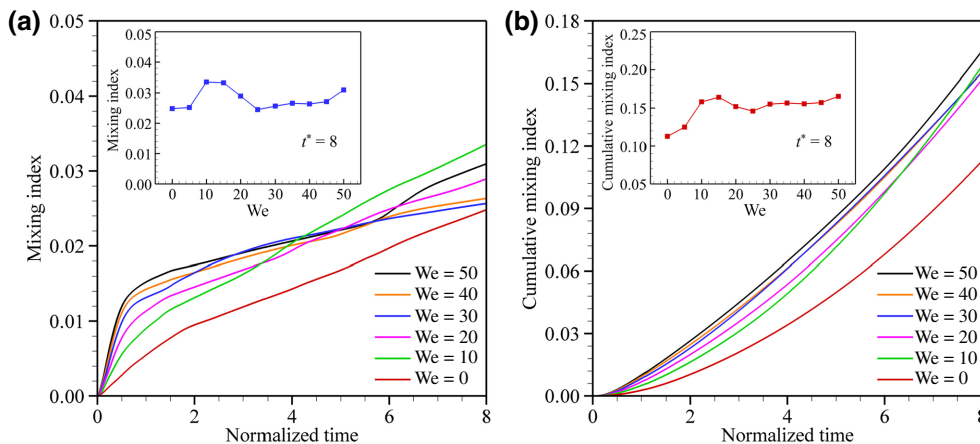 (a)
Mixing index
0.05
0.04
0.03
0.02
0.01
0.00
0
2
4
6
8
Normalized time
We = 50
We = 40
We = 30
We = 20
We = 10
We = 0
Mixing index
0.05
0.04
0.03
0.02
0.01
0.00
0
10
20
30
40
50
We
t* = 8
(b)
Cumulative mixing index
0.18
0.15
0.12
0.09
0.06
0.03
0.00
0
2
4
6
8
Normalized time
We = 50
We = 40
We = 30
We = 20
We = 10
We = 0
Cumulative mixing index
0.25
0.20
0.15
0.10
0.05
0
10
20
30
40
50
We
t* = 8